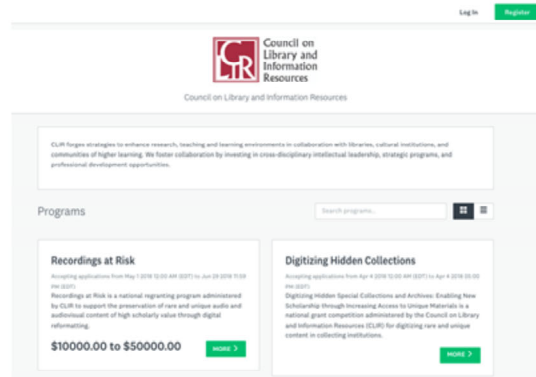 Log In
Register
CLIR
Council on
Library and
Information
Resources
Council on Library and Information Resources
CLIR forges strategies to enhance research, teaching and learning environments in collaboration with libraries, cultural institutions, and
communities of higher learning. We foster collaboration by investing in cross-disciplinary intellectual leadership, strategic programs, and
professional development opportunities.
Programs
Search programs...
Recordings at Risk
Accepting applications from May 1 2018 12:00 AM (EDT) to Jun 29 2018 11:59
PM (EDT)
Recordings at Risk is a national regranting program administered
by CLIR to support the preservation of rare and unique audio and
audiovisual content of high scholarly value through digital
reformatting.
$10000.00 to $50000.00
MORE >
Digitizing Hidden Collections
Accepting applications from Apr 4 2018 12:00 AM (EDT) to Apr 4 2018 05:00
PM (EDT)
Digitizing Hidden Special Collections and Archives: Enabling New
Scholarship through Increasing Access to Unique Materials is a
national grant competition administered by the Council on Library
and Information Resources (CLIR) for digitizing rare and unique
content in collecting institutions.
MORE >